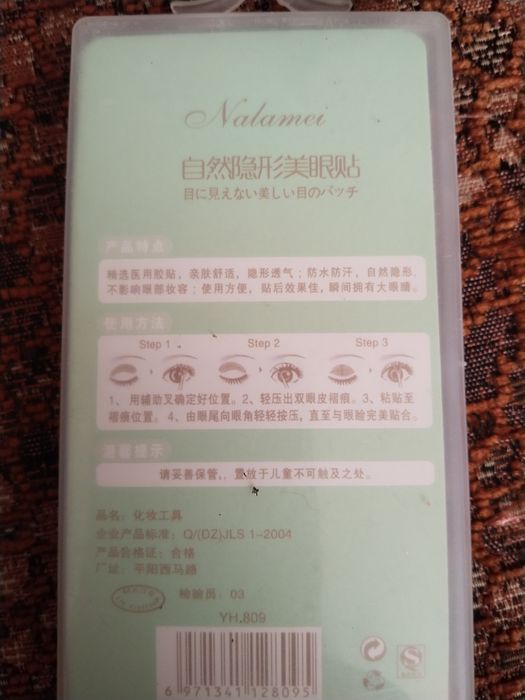 Nalamei
自然隐形美眼贴
目に見えない美しい目のパッチ
产品特点
精选医用胶贴，亲肤舒适，隐形透气；防水防汗，自然隐形，
不影响眼部妆容；使用方便，贴后效果佳，瞬间拥有大眼睛。
使用方法
Step 1 Step 2 Step 3
1、用辅助叉确定好位置。2、轻压出双眼皮褶痕。3、粘贴至
褶痕位置。4、由眼尾向眼角轻轻按压，直至与眼睑完美贴合。
温馨提示
请妥善保管，置放于儿童不可触及之处。
品名：化妆工具
企业产品标准：Q/(DZ)JLS 1-2004
产品合格证：合格
厂址：平阳西马路
检验员：03
YH.809
6 971341 128095